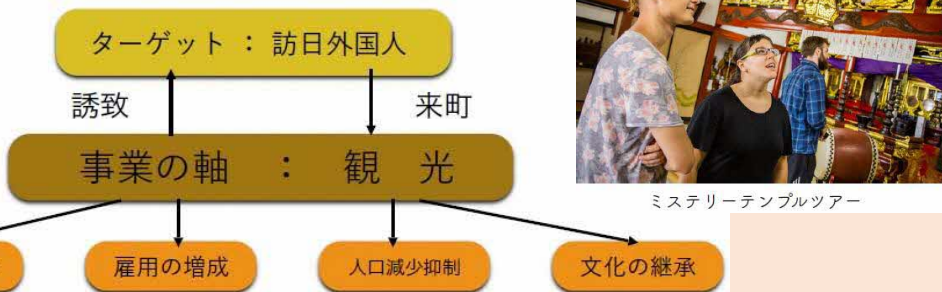 ターゲット ： 訪日外国人
誘致
来町
事業の軸 ： 観 光
ミステリーテンプルツアー
雇用の増成
人口減少抑制
文化の継承